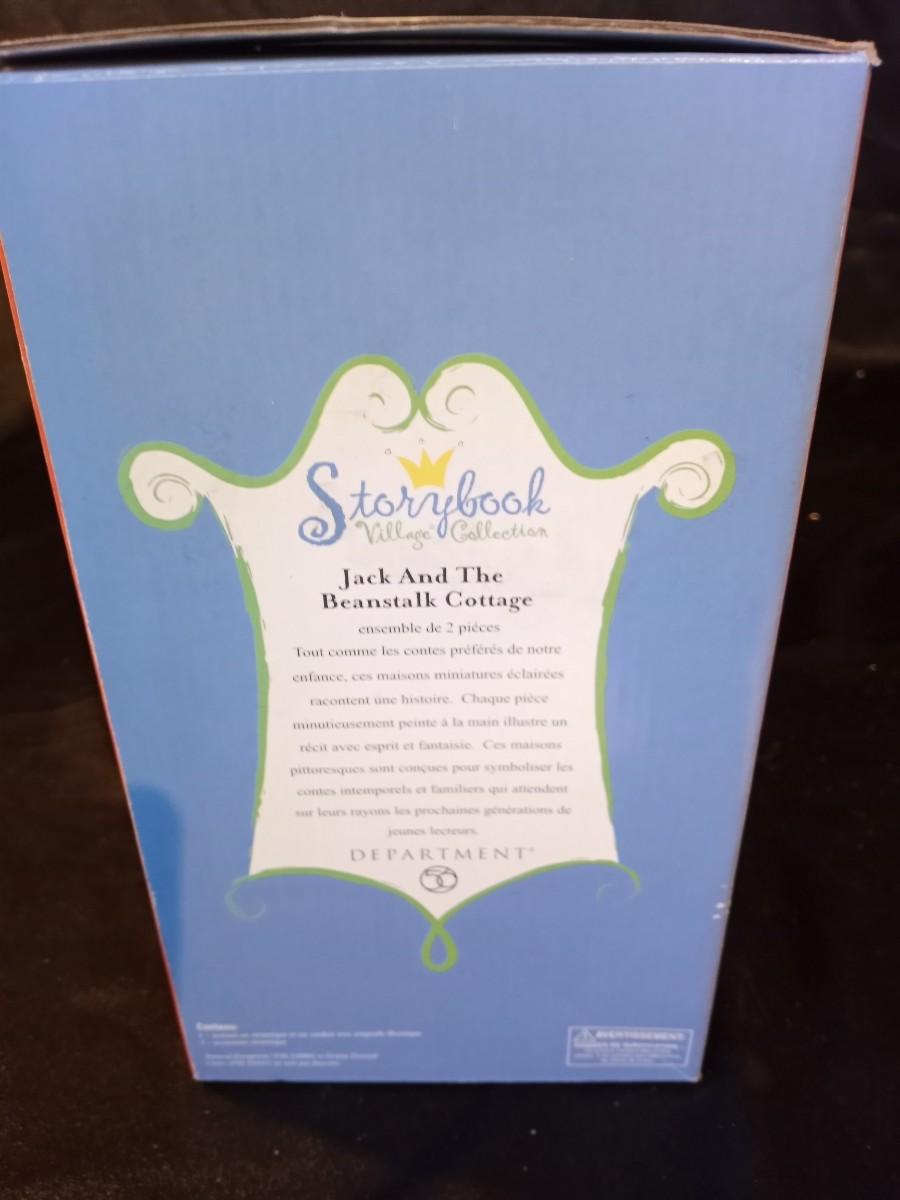 Storybook
Village® Collection
Jack And The
Beanstalk Cottage
ensemble de 2 piéces
Tout comme les contes préférés de notre
enfance, ces maisons miniatures éclairées
racontent une histoire. Chaque pièce
minutieusement peinte à la main illustre un
récit avec esprit et fantaisie. Ces maisons
pittoresques sont conçues pour symboliser les
contes intemporels et familiers qui attendent
sur leurs rayons les prochaines générations de
jeunes lecteurs.
DEPARTMENT®
56
AVERTISSEMENT: